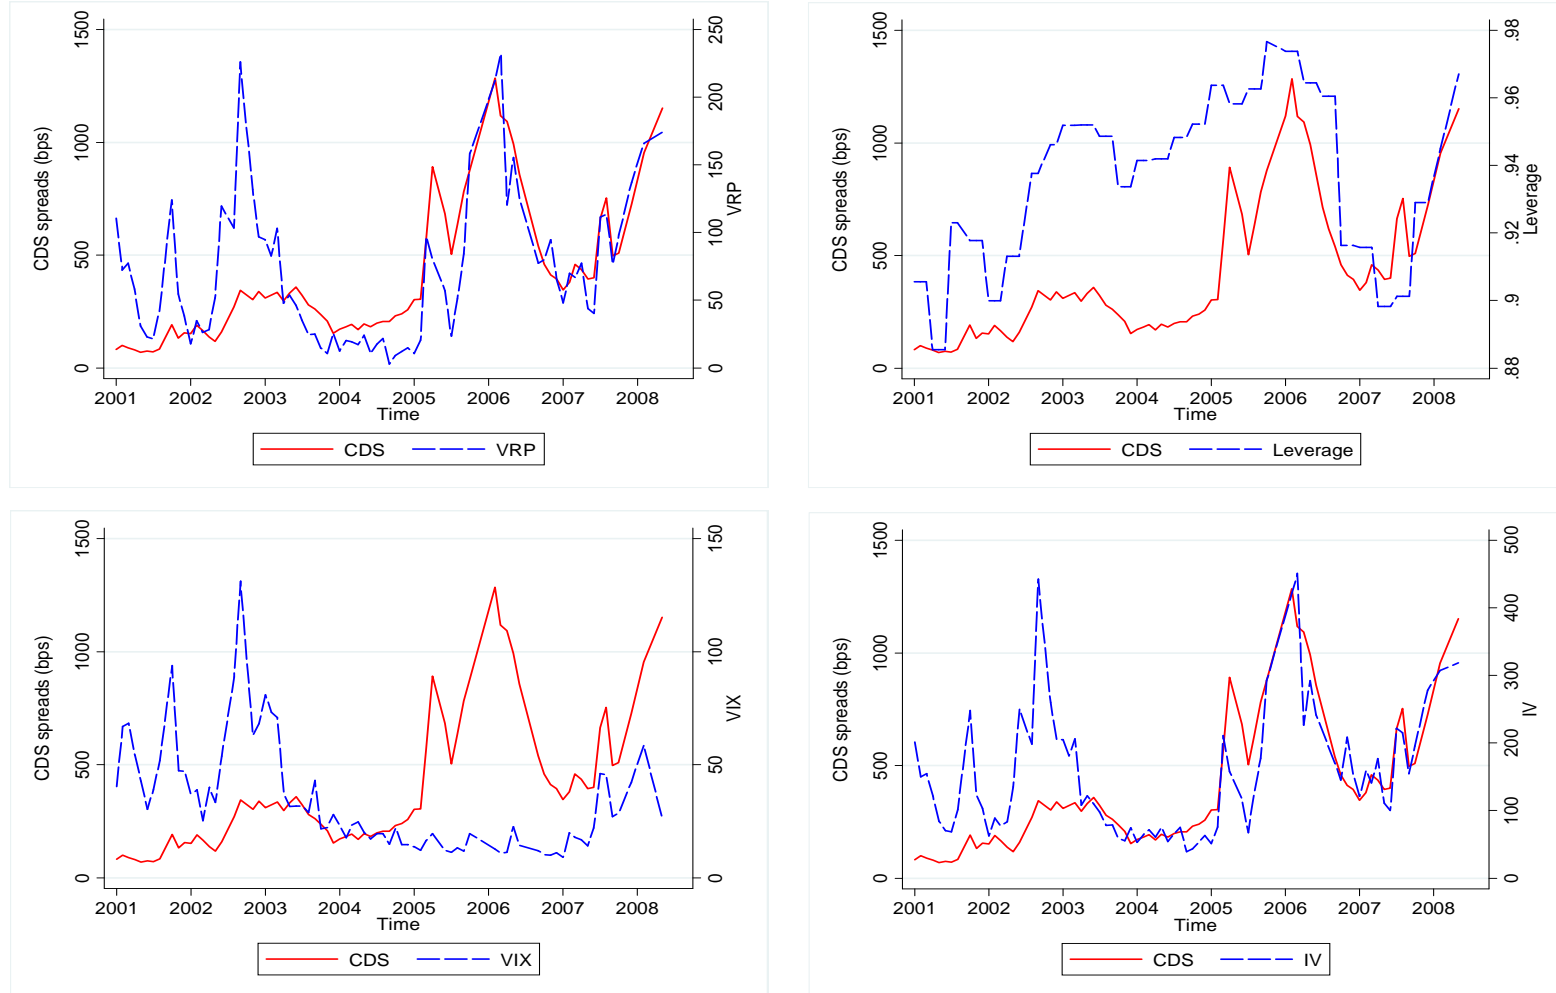 CDS spreads (bps)
0 500 1000 1500
0 50 100 150 200 250
VRP
2001 2002 2003 2004 2005 2006 2007 2008
Time
CDS VRP
CDS spreads (bps)
0 500 1000 1500
.88 .9 .92 .94 .96 .98
Leverage
2001 2002 2003 2004 2005 2006 2007 2008
Time
CDS Leverage
CDS spreads (bps)
0 500 1000 1500
0 50 100 150
VIX
2001 2002 2003 2004 2005 2006 2007 2008
Time
CDS VIX
CDS spreads (bps)
0 500 1000 1500
0 100 200 300 400 500
IV
2001 2002 2003 2004 2005 2006 2007 2008
Time
CDS IV